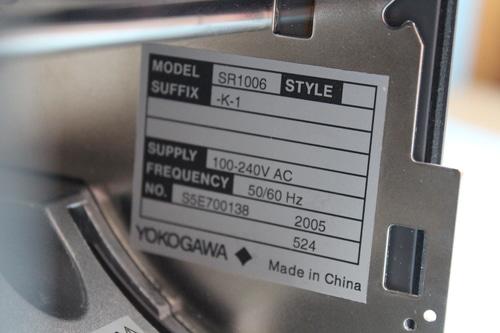 MODEL SR1006 STYLE
SUFFIX -K-1
SUPPLY 100-240V AC
FREQUENCY 50/60 Hz
NO. S5E700138 2005
524
YOKOGAWA Made in China